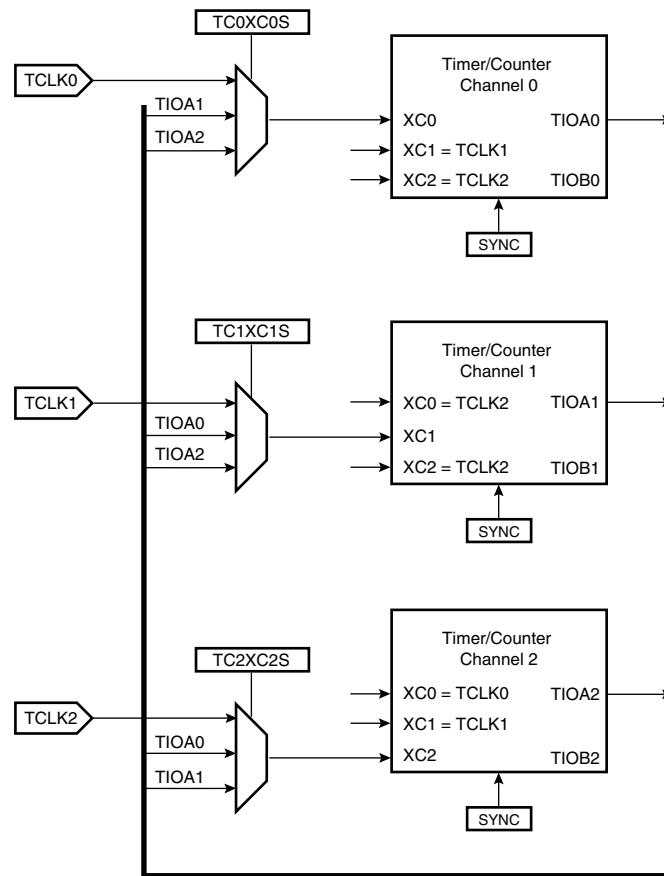 TC0XC0S
TCLK0
TIOA1
TIOA2
Timer/Counter
Channel 0
XC0
TIOA0
XC1 = TCLK1
XC2 = TCLK2
TIOB0
SYNC
TC1XC1S
TCLK1
TIOA0
TIOA2
Timer/Counter
Channel 1
XC0 = TCLK2
TIOA1
XC1
XC2 = TCLK2
TIOB1
SYNC
TC2XC2S
TCLK2
TIOA0
TIOA1
Timer/Counter
Channel 2
XC0 = TCLK0
TIOA2
XC1 = TCLK1
XC2
TIOB2
SYNC